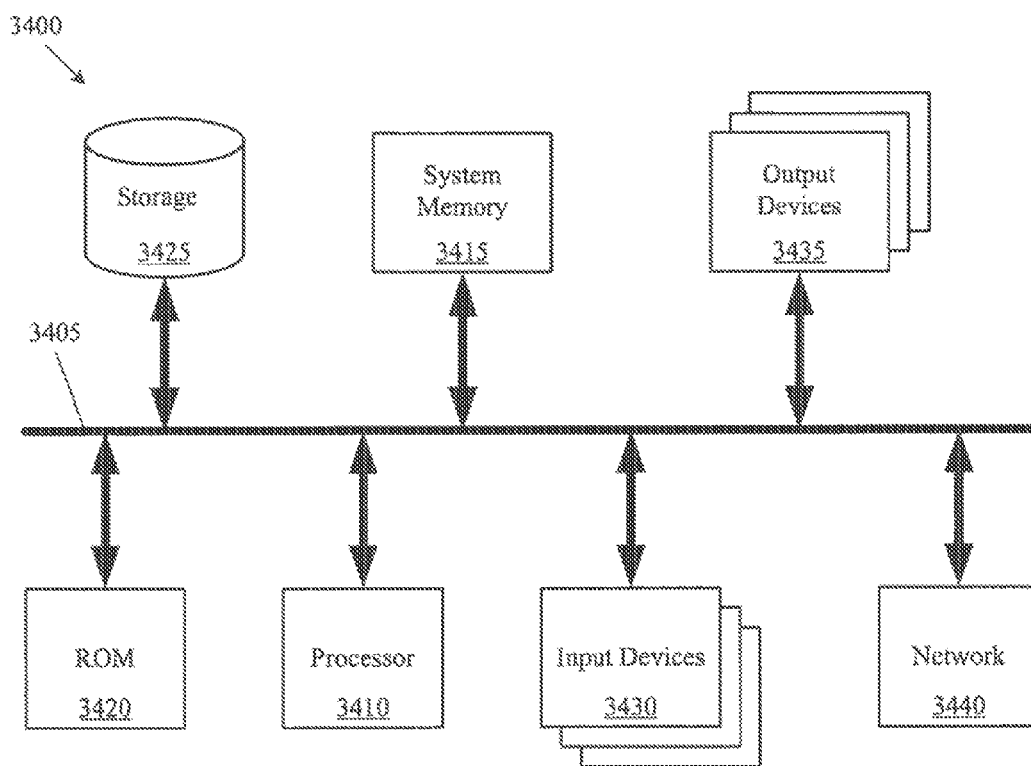 3400
Storage
3425
System
Memory
3415
Output
Devices
3435
3405
ROM
3420
Processor
3410
Input Devices
3430
Network
3440